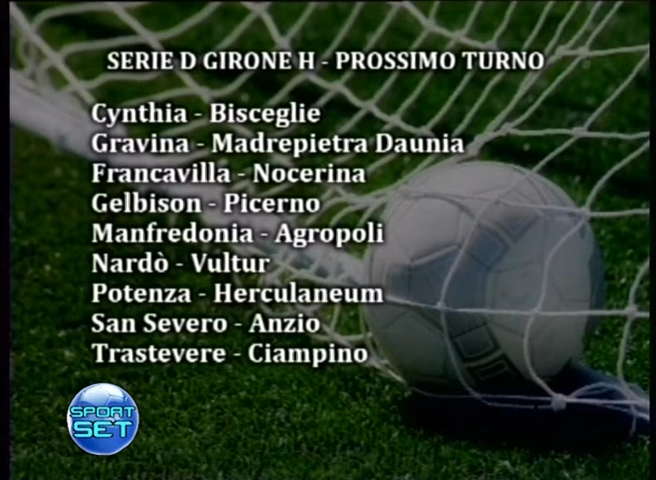 SERIE D GIRONE H - PROSSIMO TURNO
Cynthia - Bisceglie
Gravina - Madrepietra Daunia
Francavilla - Nocerina
Gelbison - Picerno
Manfredonia - Agropoli
Nardò - Vultur
Potenza - Herculaneum
San Severo - Anzio
Trastevere - Ciampino
SPORT
SET